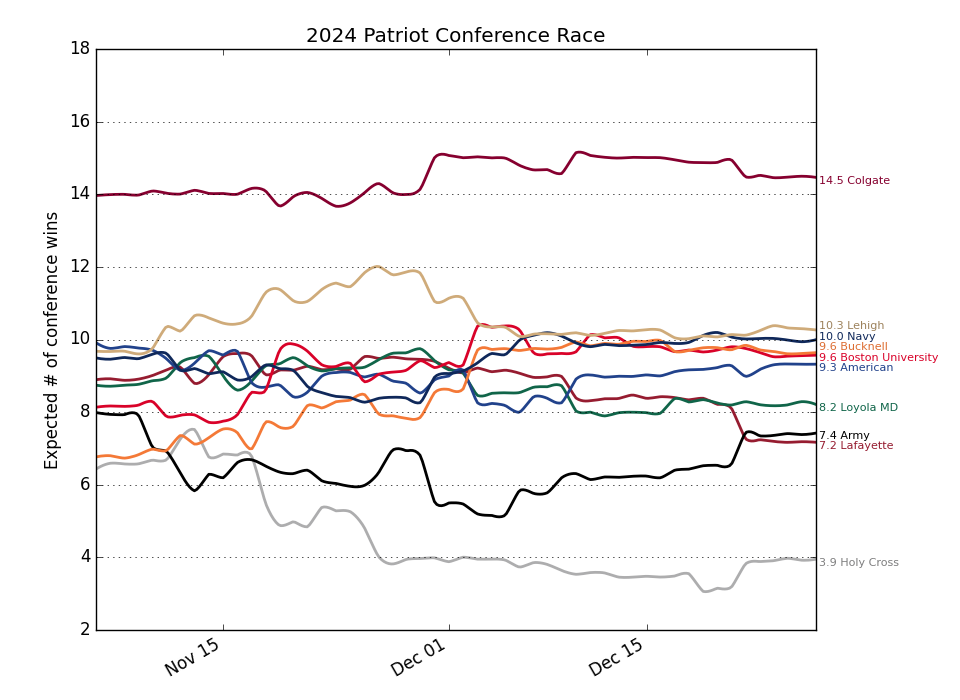 2024 Patriot Conference Race
Expected # of conference wins
18
16
14
12
10
8
6
4
2
Nov 15
Dec 01
Dec 15
14.5 Colgate
10.3 Lehigh
10.0 Navy
9.6 Bucknell
9.6 Boston University
9.3 American
8.2 Loyola MD
7.4 Army
7.2 Lafayette
3.9 Holy Cross